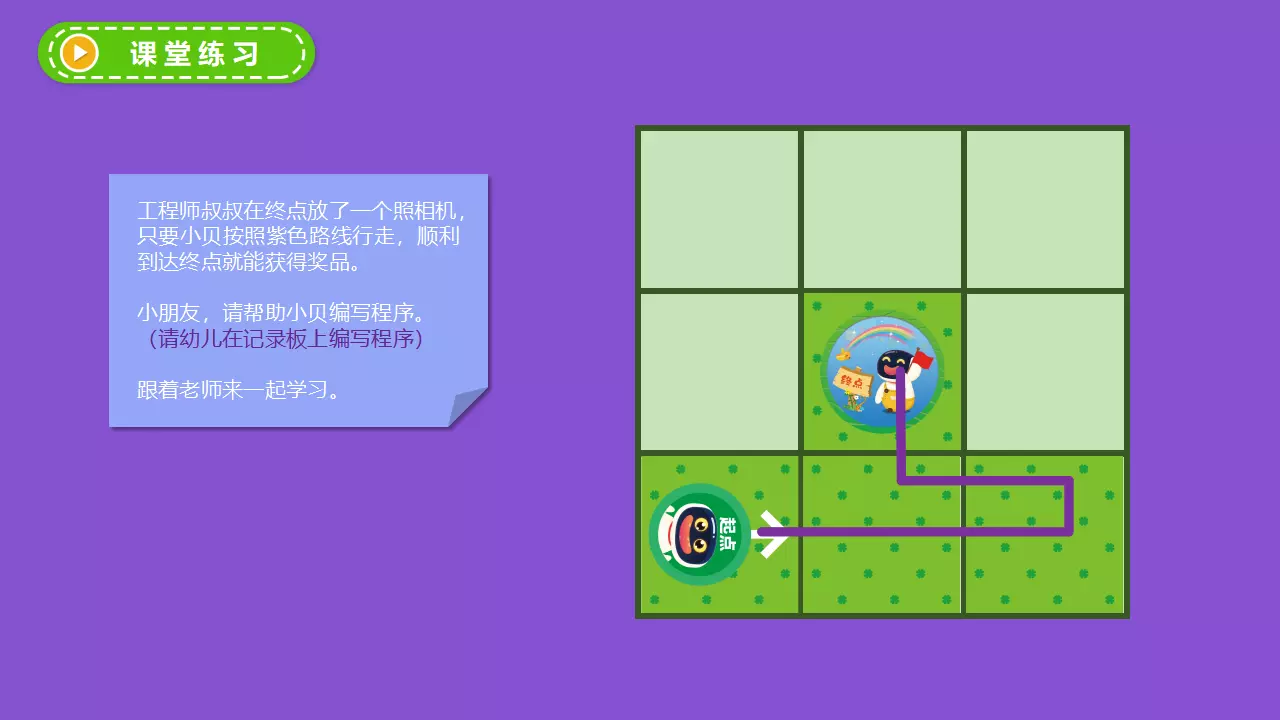 课堂练习
工程师叔叔在终点放了一个照相机，
只要小贝按照紫色路线行走，顺利
到达终点就能获得奖品。
小朋友，请帮助小贝编写程序。
（请幼儿在记录板上编写程序）
跟着老师来一起学习。
终点
起点